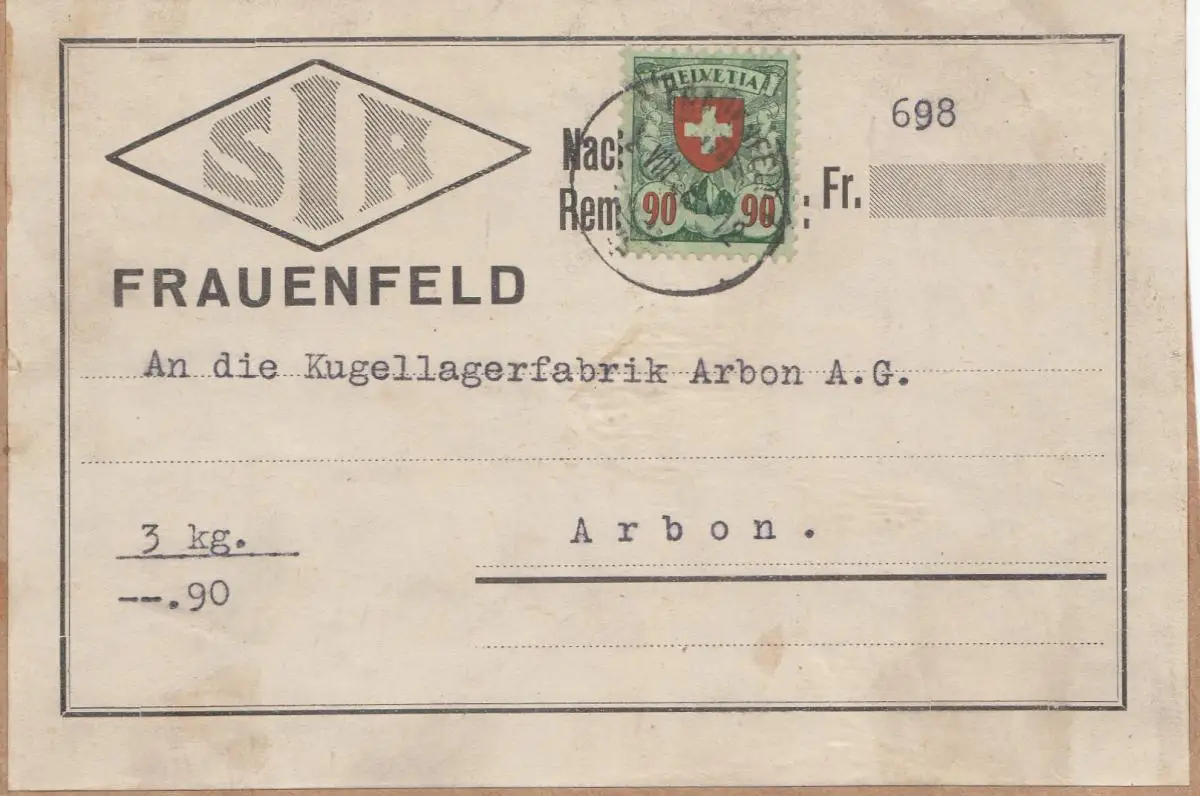 SIR
FRAUENFELD
Nac
Rem
HELVETIA
90 90
: Fr.
698
An die Kugellagerfabrik Arbon A.G.
Arbon.
3 kg.
--.90